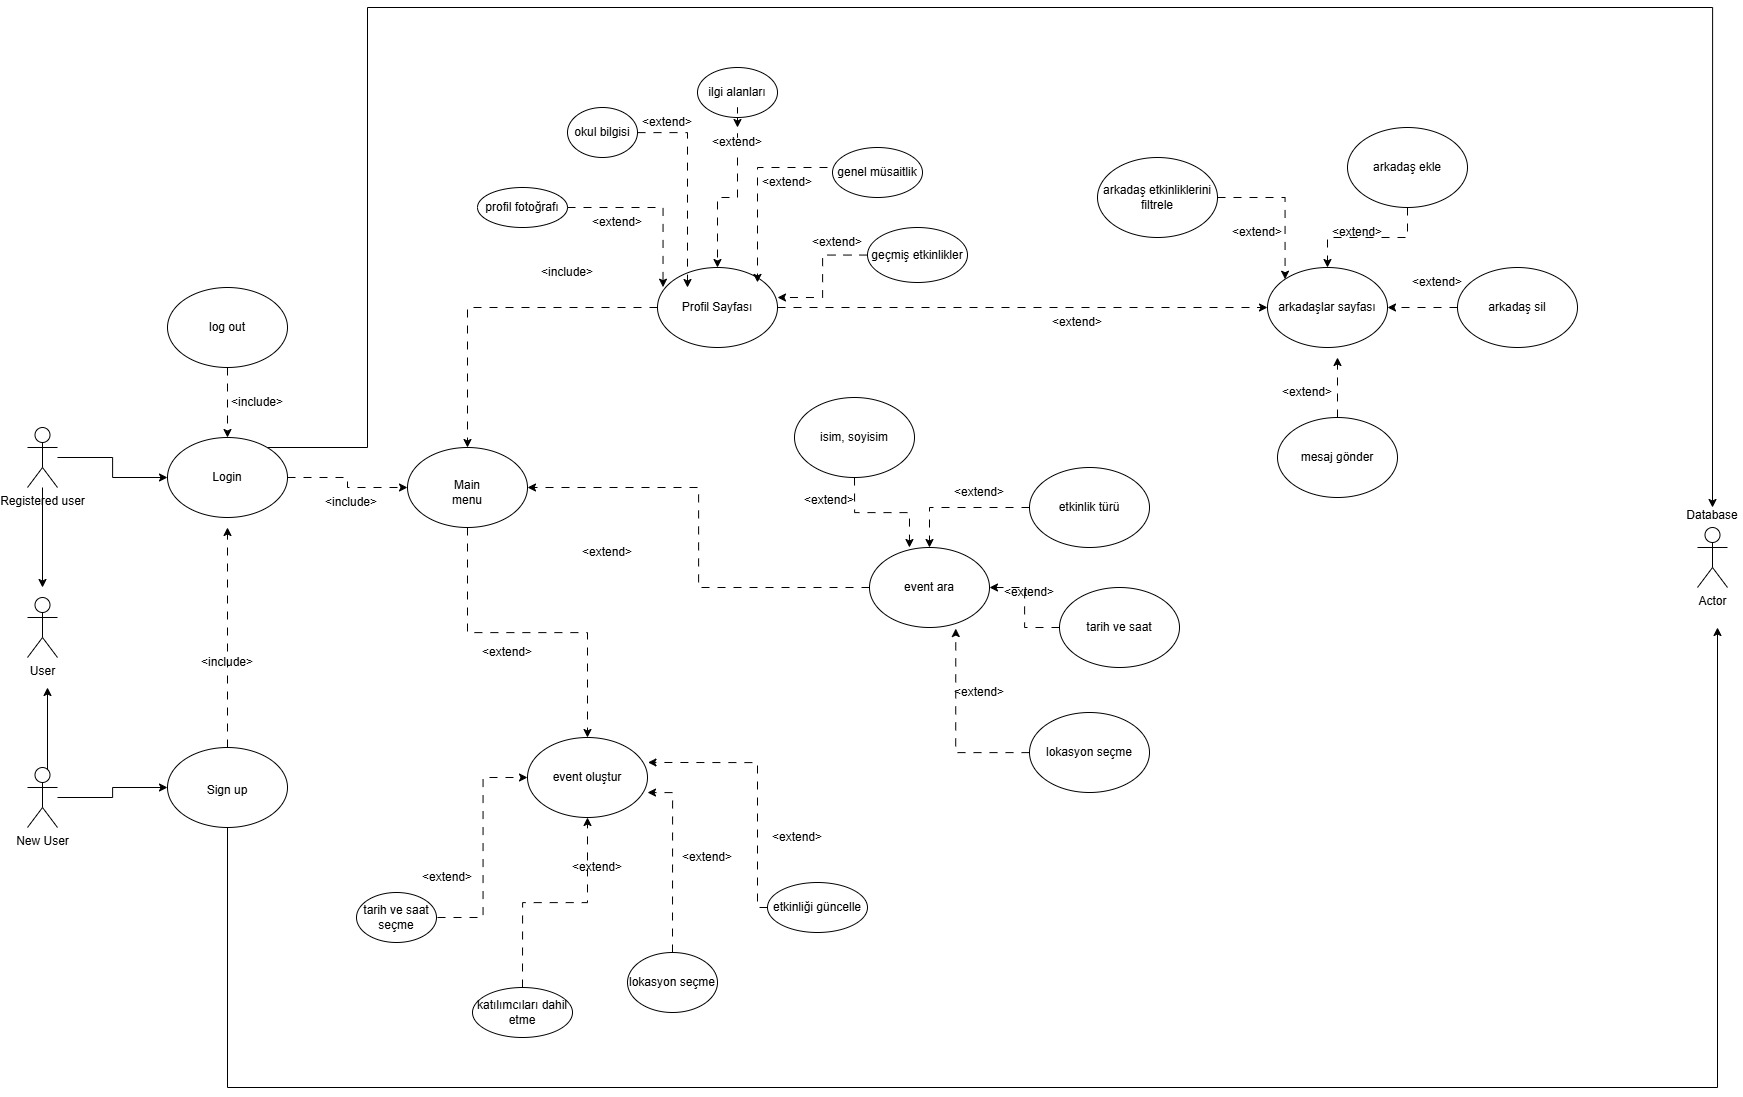 ilgi alanları
<extend>
okul bilgisi
<extend>
genel müsaitlik
<extend>
profil fotoğrafı
<extend>
<extend>
geçmiş etkinlikler
<include>
Profil Sayfası
<extend>
arkadaş ekle
arkadaş etkinliklerini
filtrele
<extend>
<extend>
<extend>
arkadaşlar sayfası
arkadaş sil
<extend>
mesaj gönder
log out
<include>
Registered user
Login
<include>
Main
menu
isim, soyisim
<extend>
<extend>
etkinlik türü
<extend>
event ara
<extend>
tarih ve saat
<extend>
lokasyon seçme
Database
Actor
User
<include>
<extend>
New User
Sign up
event oluştur
<extend>
<extend>
<extend>
<extend>
tarih ve saat
seçme
etkinliği güncelle
lokasyon seçme
katılımcıları dahil
etme